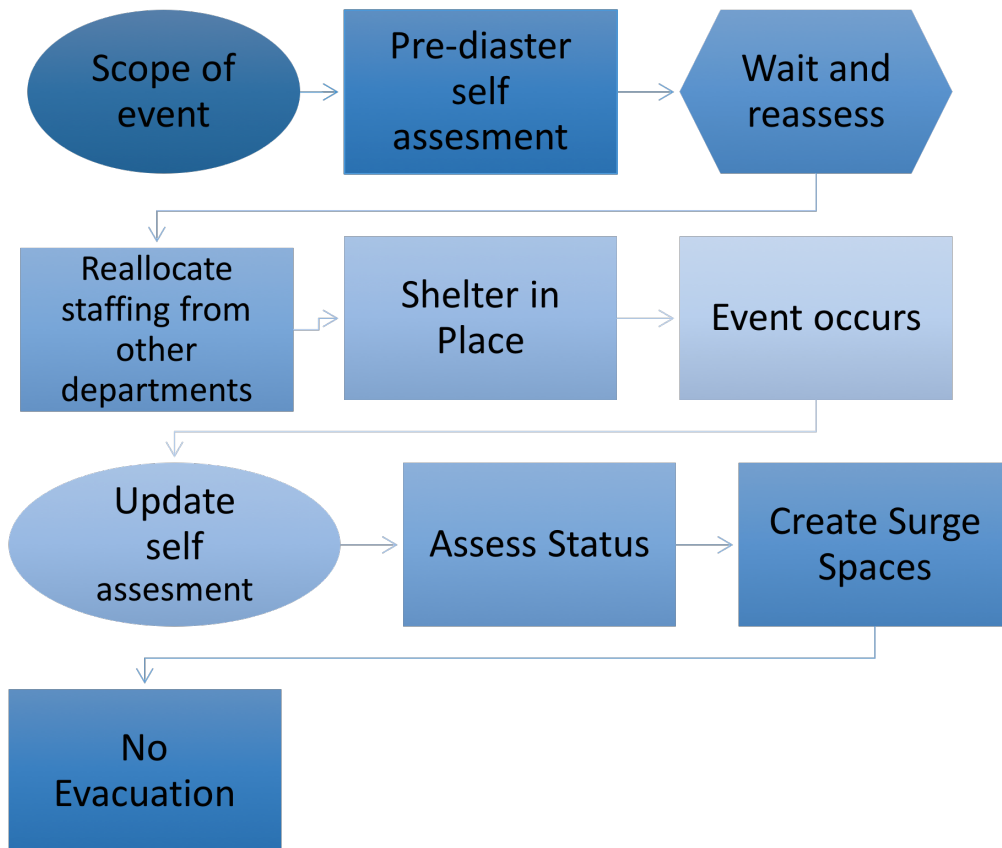 Scope of
event
Pre-diaster
self
assesment
Wait and
reassess
Reallocate
staffing from
other
departments
Shelter in
Place
Event occurs
Update
self
assesment
Assess Status
Create Surge
Spaces
No
Evacuation